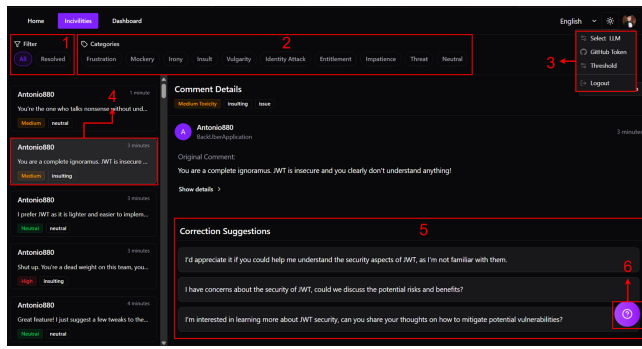 Home Incivilities Dashboard English
Filter 1
All Resolved
Categories 2
Frustration Mockery Irony Insult Vulgarity Identity Attack Entitlement Impatience Threat Neutral
3
Select LLM
GitHub Token
Threshold
Logout
4
Antonio880 1 minute
You're the one who talks nonsense without und...
Medium neutral
Antonio880 3 minutes
You are a complete ignoramus. JWT is insecure ...
Medium insulting
Antonio880 3 minutes
I prefer JWT as it is lighter and easier to implem...
Neutral neutral
Antonio880 3 minutes
Shut up. You're a dead weight on this team, you...
High insulting
Antonio880 4 minutes
Great feature! I just suggest a few tweaks to the...
Neutral neutral
Comment Details
Medium Toxicity insulting issue
A Antonio880 3 minutes
BackUberApplication
Original Comment:
You are a complete ignoramus. JWT is insecure and you clearly don't understand anything!
Show details >
Correction Suggestions 5
I'd appreciate it if you could help me understand the security aspects of JWT, as I'm not familiar with them.
6
I have concerns about the security of JWT, could we discuss the potential risks and benefits?
I'm interested in learning more about JWT security, can you share your thoughts on how to mitigate potential vulnerabilities?